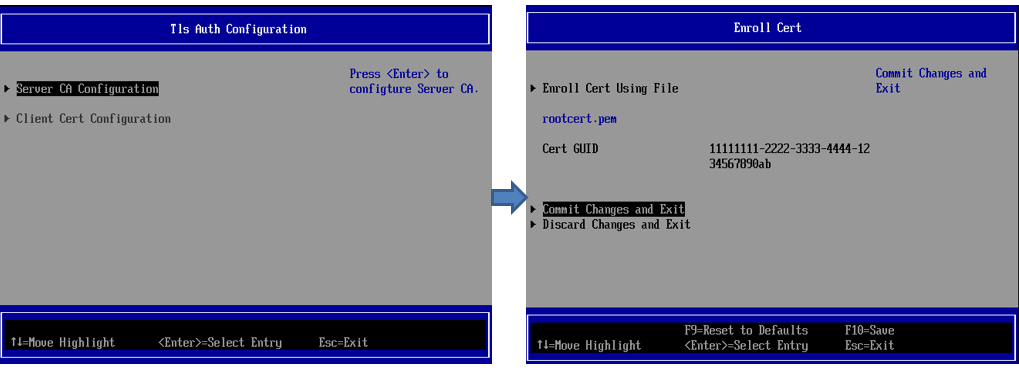 Tls Auth Configuration
Server CA Configuration
Press <Enter> to
configture Server CA.
Client Cert Configuration
↑↓=Move Highlight <Enter>=Select Entry Esc=Exit
Enroll Cert
Enroll Cert Using File
Commit Changes and
Exit
rootcert.pem
Cert GUID 11111111-2222-3333-4444-12
34567890ab
Commit Changes and Exit
Discard Changes and Exit
F9=Reset to Defaults F10=Save
↑↓=Move Highlight <Enter>=Select Entry Esc=Exit